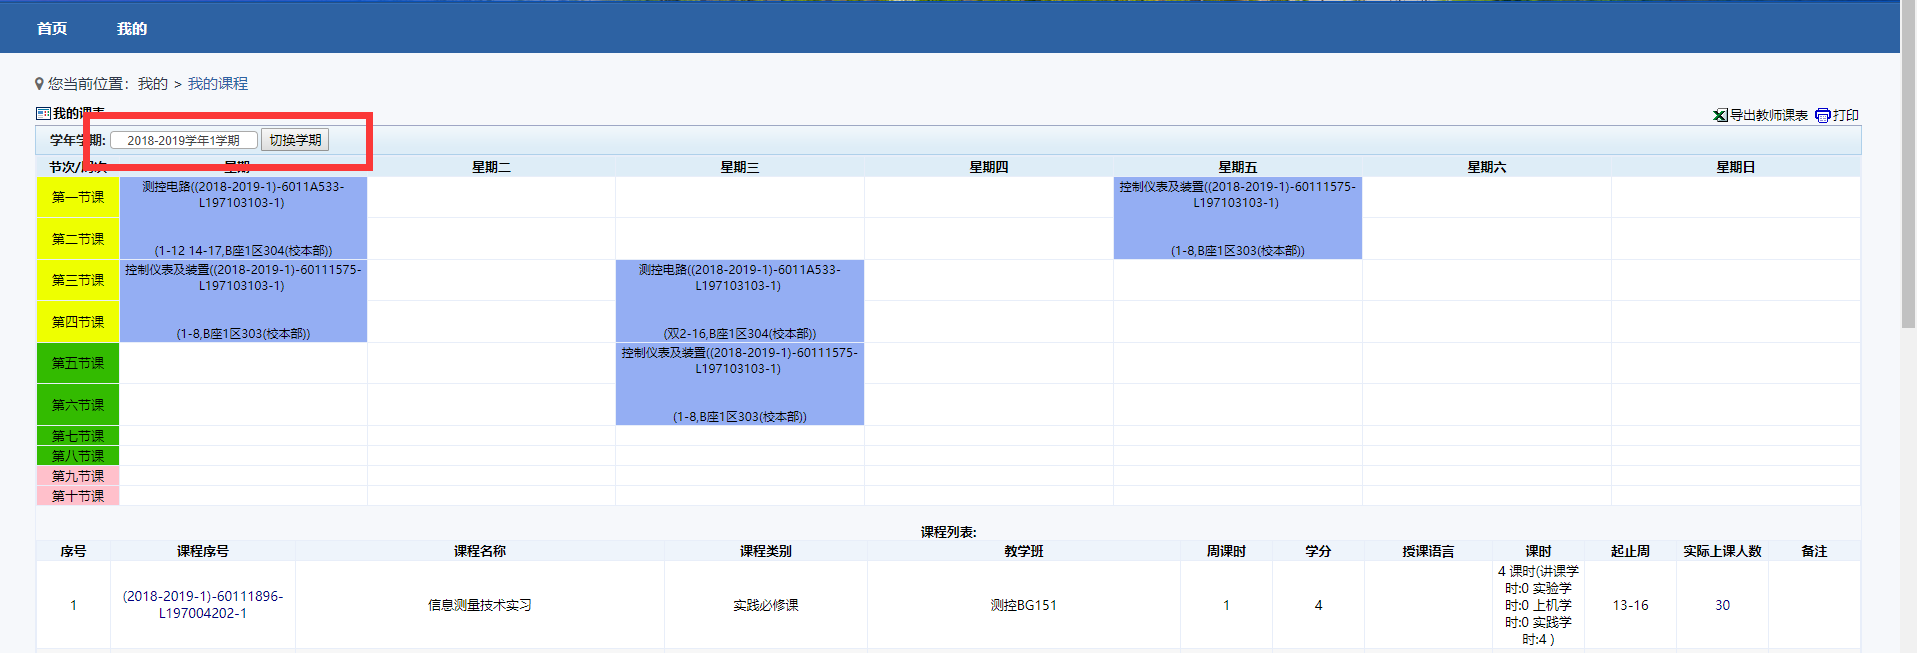 首页 我的
您当前位置： 我的 > 我的课程
我的课表
导出教师课表 打印
学年学期: 2018-2019学年1学期 切换学期
节次/周次 星期一 星期二 星期三 星期四 星期五 星期六 星期日
第一节课
测控电路((2018-2019-1)-6011A533-
L197103103-1)
(1-12 14-17,B座1区304(校本部))
控制仪表及装置((2018-2019-1)-60111575-
L197103103-1)
(1-8,B座1区303(校本部))
第二节课
第三节课
控制仪表及装置((2018-2019-1)-60111575-
L197103103-1)
(1-8,B座1区303(校本部))
测控电路((2018-2019-1)-6011A533-
L197103103-1)
(双2-16,B座1区304(校本部))
第四节课
第五节课
控制仪表及装置((2018-2019-1)-60111575-
L197103103-1)
(1-8,B座1区303(校本部))
第六节课
第七节课
第八节课
第九节课
第十节课
课程列表:
序号 课程序号 课程名称 课程类别 教学班 周课时 学分 授课语言 课时 起止周 实际上课人数 备注
1
(2018-2019-1)-60111896-
L197004202-1
信息测量技术实习
实践必修课
测控BG151
1
4
4 课时(讲课学
时:0 实验学
时:0 上机学
时:0 实践学
时:4 )
13-16
30